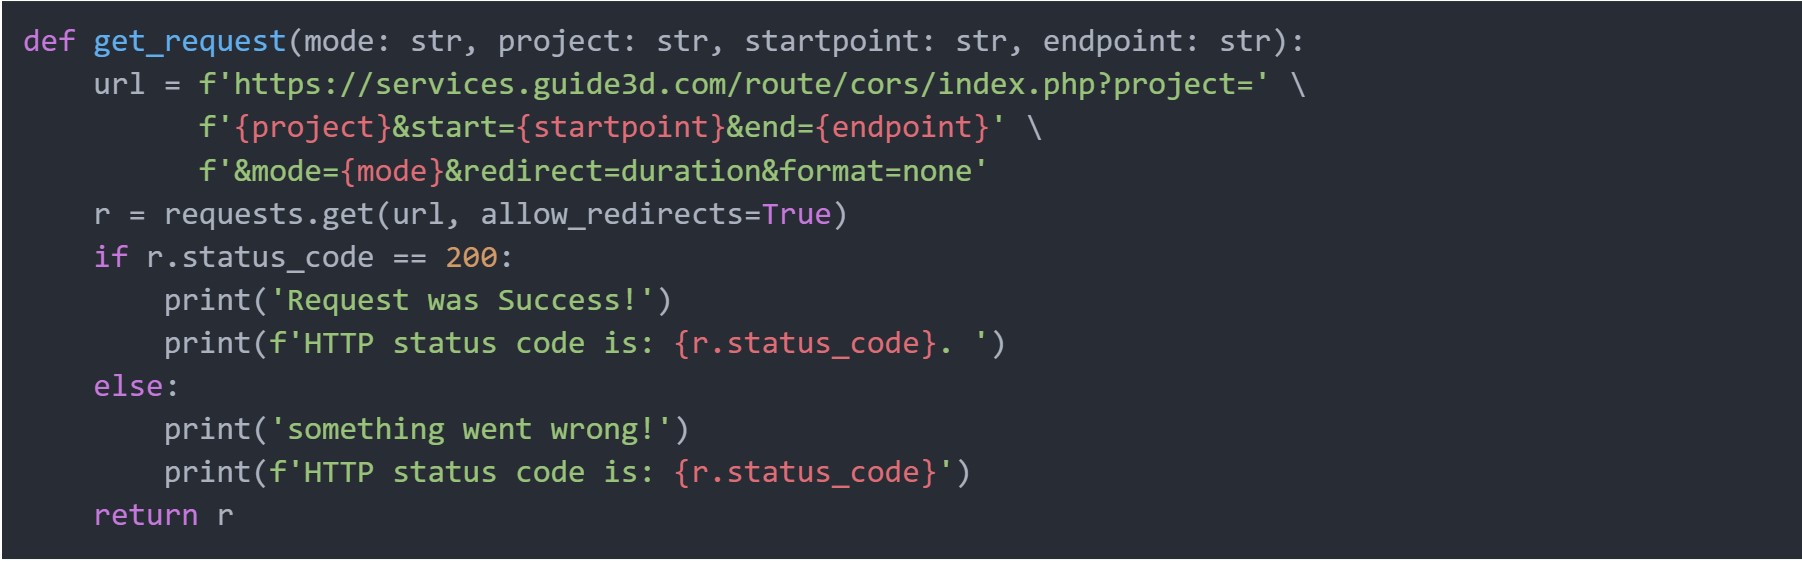 def get_request(mode: str, project: str, startpoint: str, endpoint: str):
    url = f'https://services.guide3d.com/route/cors/index.php?project=' \
          f'{project}&start={startpoint}&end={endpoint}' \
          f'&mode={mode}&redirect=duration&format=none'
    r = requests.get(url, allow_redirects=True)
    if r.status_code == 200:
        print('Request was Success!')
        print(f'HTTP status code is: {r.status_code}. ')
    else:
        print('something went wrong!')
        print(f'HTTP status code is: {r.status_code}')
    return r